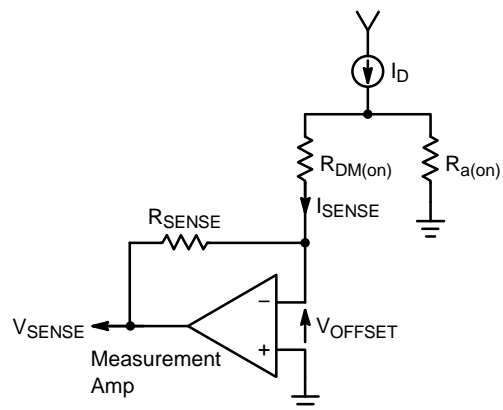 I_D
R_DM(on)
R_a(on)
I_SENSE
R_SENSE
−
V_SENSE
V_OFFSET
+
Measurement
Amp